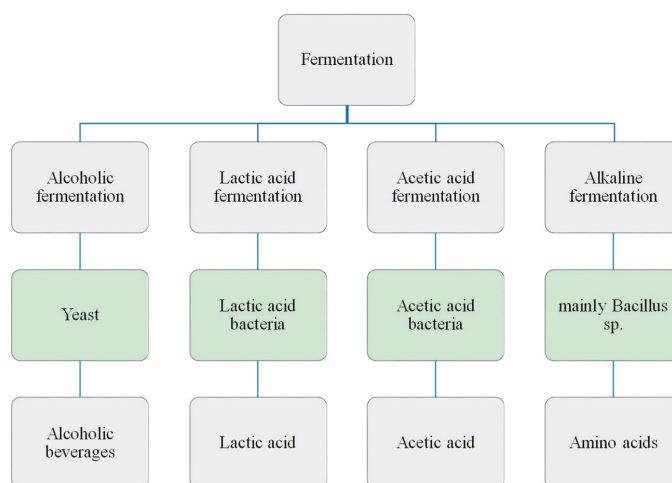 Fermentation
Alcoholic
fermentation
Lactic acid
fermentation
Acetic acid
fermentation
Alkaline
fermentation
Yeast
Lactic acid
bacteria
Acetic acid
bacteria
mainly Bacillus
sp.
Alcoholic
beverages
Lactic acid
Acetic acid
Amino acids